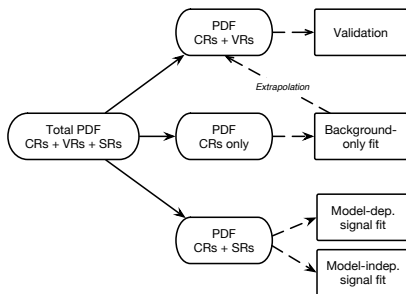 PDF
CRs + VRs
Validation
Extrapolation
Total PDF
CRs + VRs + SRs
PDF
CRs only
Background-
only fit
PDF
CRs + SRs
Model-dep.
signal fit
Model-indep.
signal fit